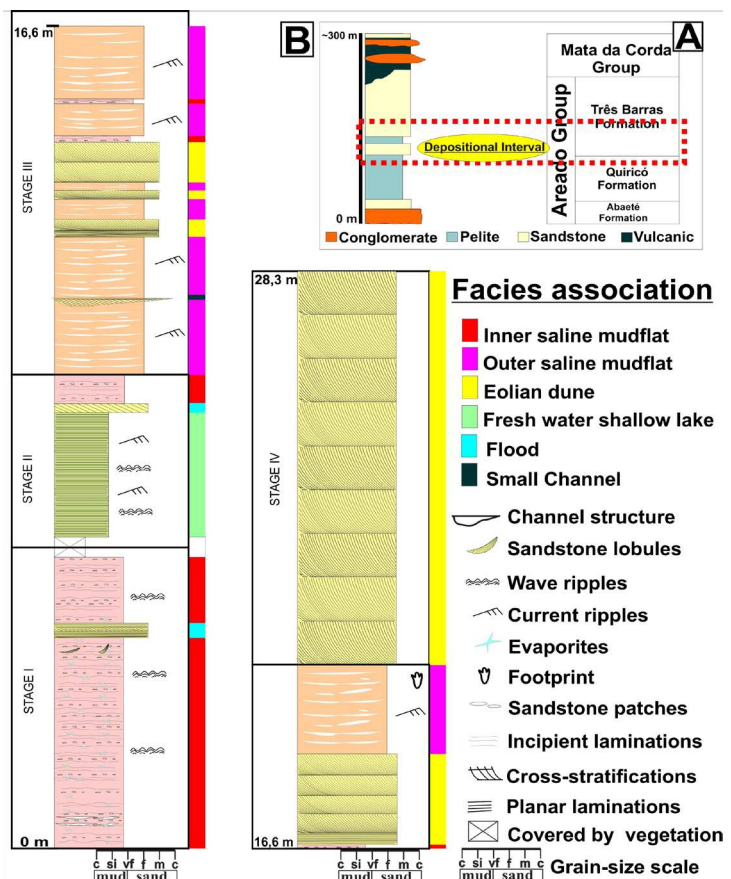 16,6 m
STAGE III
STAGE II
STAGE I
0 m
c si vf f m c
mud sand
B
A
~300 m
0 m
Depositional Interval
Areado Group
Mata da Corda
Group
Três Barras
Formation
Quiricó
Formation
Abaeté
Formation
Conglomerate Pelite Sandstone Vulcanic
28,3 m
STAGE IV
16,6 m
c si vf f m c
mud sand
Facies association
Inner saline mudflat
Outer saline mudflat
Eolian dune
Fresh water shallow lake
Flood
Small Channel
Channel structure
Sandstone lobules
Wave ripples
Current ripples
Evaporites
Footprint
Sandstone patches
Incipient laminations
Cross-stratifications
Planar laminations
Covered by vegetation
c si vf f m c
mud sand
Grain-size scale